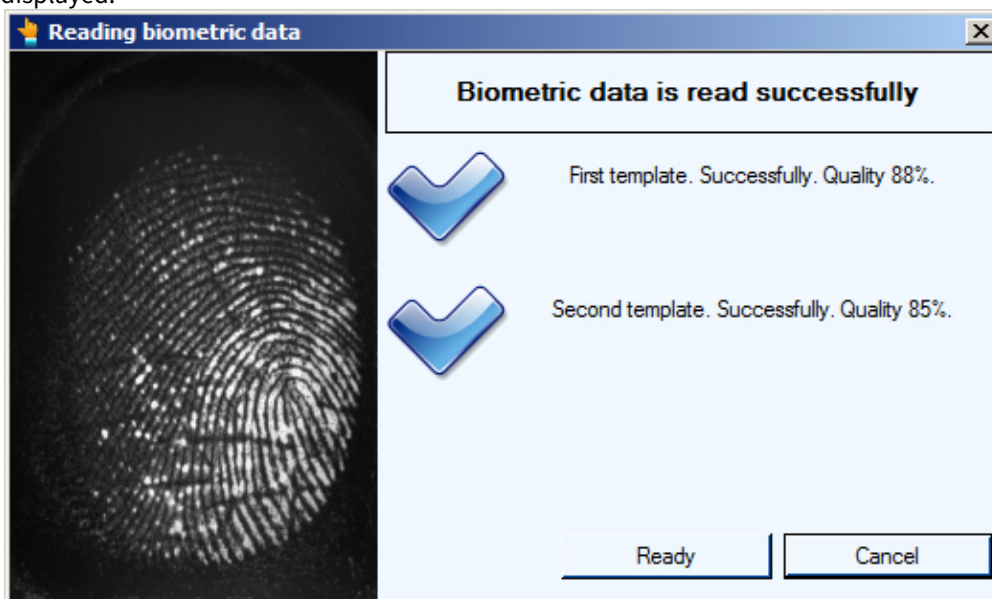 displayed.
Reading biometric data
Biometric data is read successfully
First template. Successfully. Quality 88%.
Second template. Successfully. Quality 85%.
Ready
Cancel